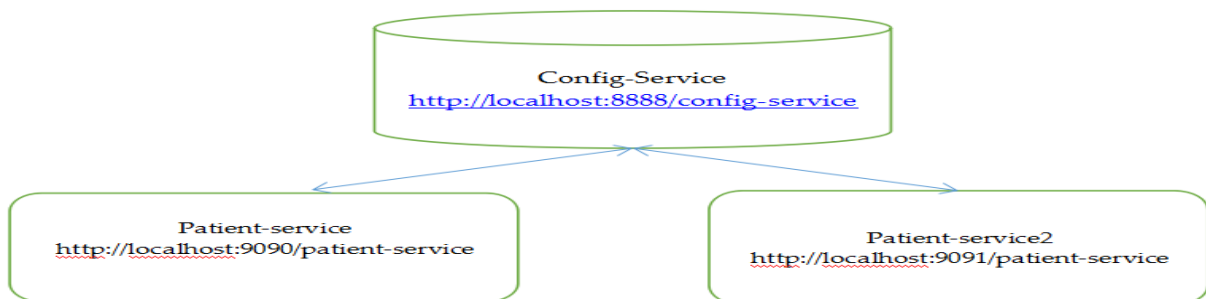 Config-Service
http://localhost:8888/config-service
Patient-service
http://localhost:9090/patient-service
Patient-service2
http://localhost:9091/patient-service